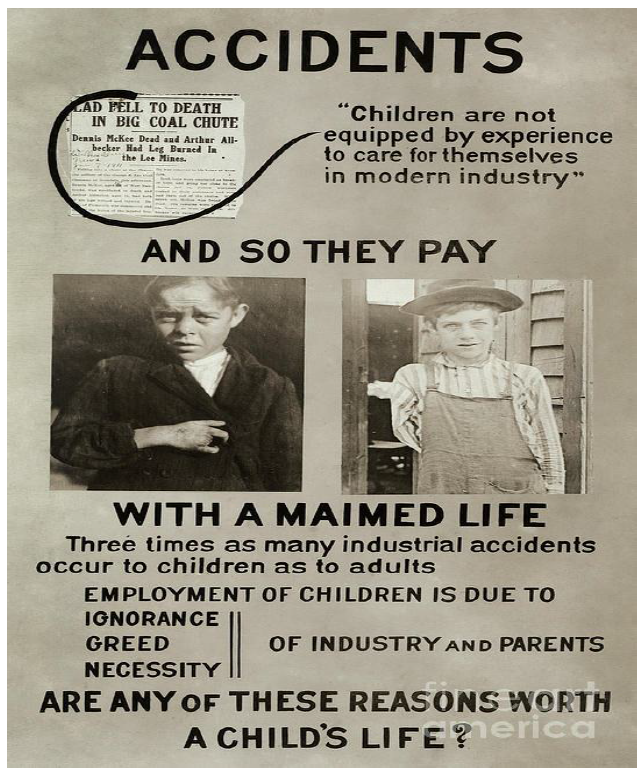 ACCIDENTS
LAD FELL TO DEATH
IN BIG COAL CHUTE
Dennis McKee Dead and Arthur All-
becker Had Leg Burned In
the Lee Mines.
“Children are not
equipped by experience
to care for themselves
in modern industry”
AND SO THEY PAY
WITH A MAIMED LIFE
Three times as many industrial accidents
occur to children as to adults
EMPLOYMENT OF CHILDREN IS DUE TO
IGNORANCE
GREED
NECESSITY
OF INDUSTRY AND PARENTS
ARE ANY OF THESE REASONS WORTH
A CHILD'S LIFE?
fine art
america